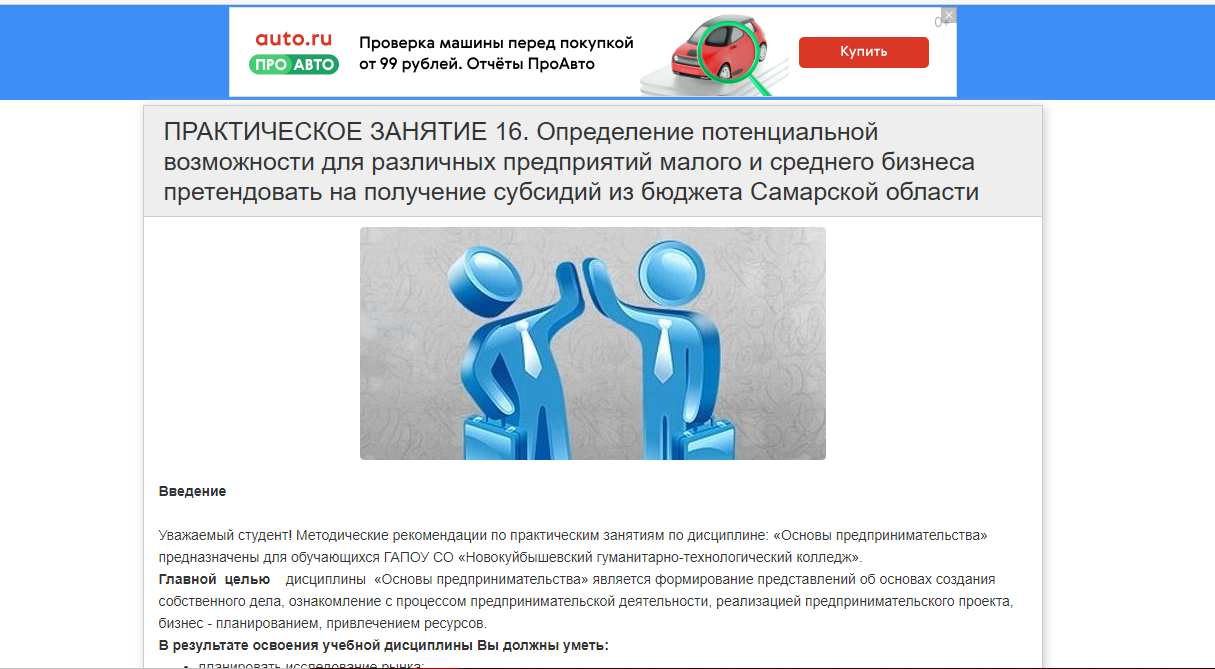 auto.ru
ПРО АВТО
Проверка машины перед покупкой
от 99 рублей. Отчёты ПроАвто
Купить
0+
ПРАКТИЧЕСКОЕ ЗАНЯТИЕ 16. Определение потенциальной
возможности для различных предприятий малого и среднего бизнеса
претендовать на получение субсидий из бюджета Самарской области
Введение
Уважаемый студент! Методические рекомендации по практическим занятиям по дисциплине: «Основы предпринимательства»
предназначены для обучающихся ГАПОУ СО «Новокуйбышевский гуманитарно-технологический колледж».
Главной целью дисциплины «Основы предпринимательства» является формирование представлений об основах создания
собственного дела, ознакомление с процессом предпринимательской деятельности, реализацией предпринимательского проекта,
бизнес - планированием, привлечением ресурсов.
В результате освоения учебной дисциплины Вы должны уметь:
• планировать исследование рынка;